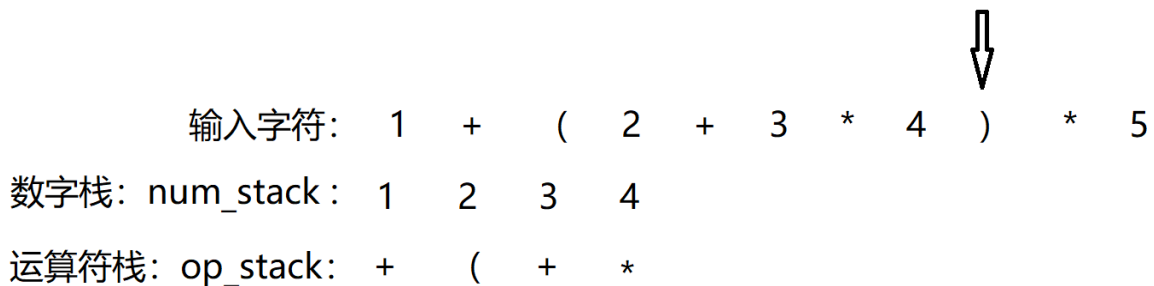 输入字符： 1 + ( 2 + 3 * 4 ) * 5
数字栈：num_stack : 1 2 3 4
运算符栈：op_stack： + ( + *